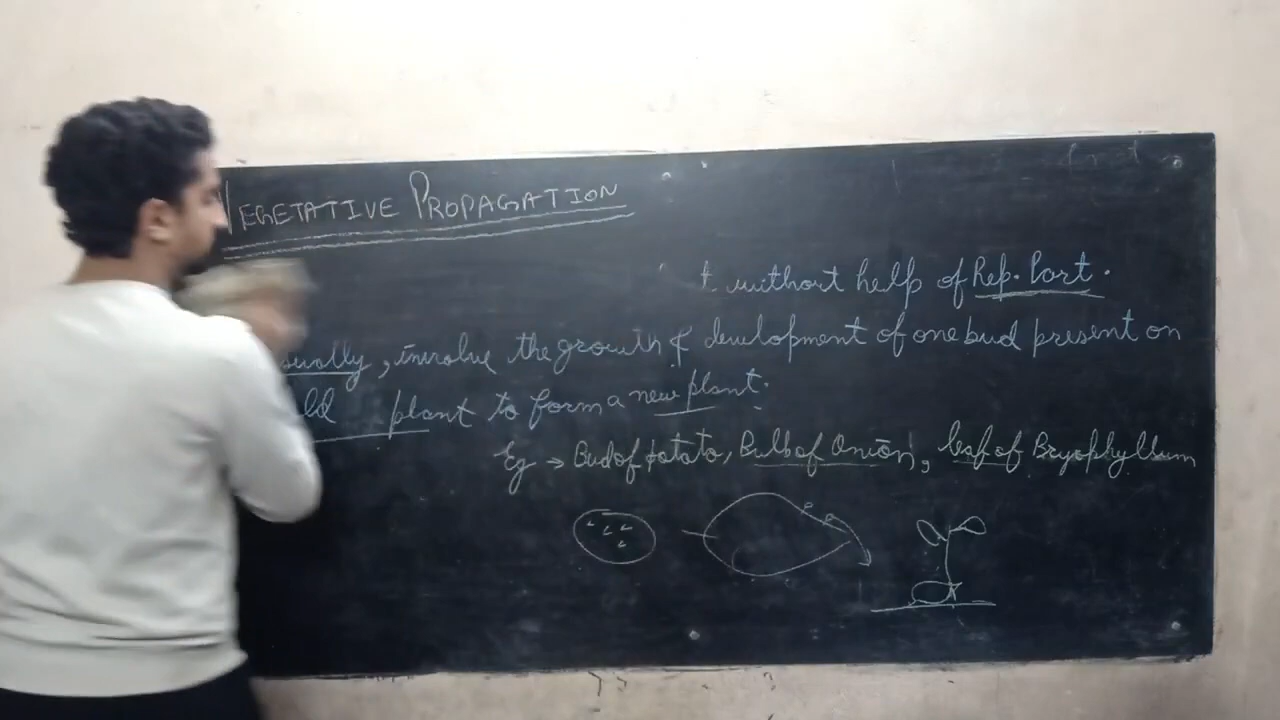 VEGETATIVE PROPAGATION
t without help of Rep. Part.
sually, involve the growth & development of one bud present on
ld plant to form a new plant.
Eg → Bud of potato, Bulb of Onion, leaf of Bryophyllum